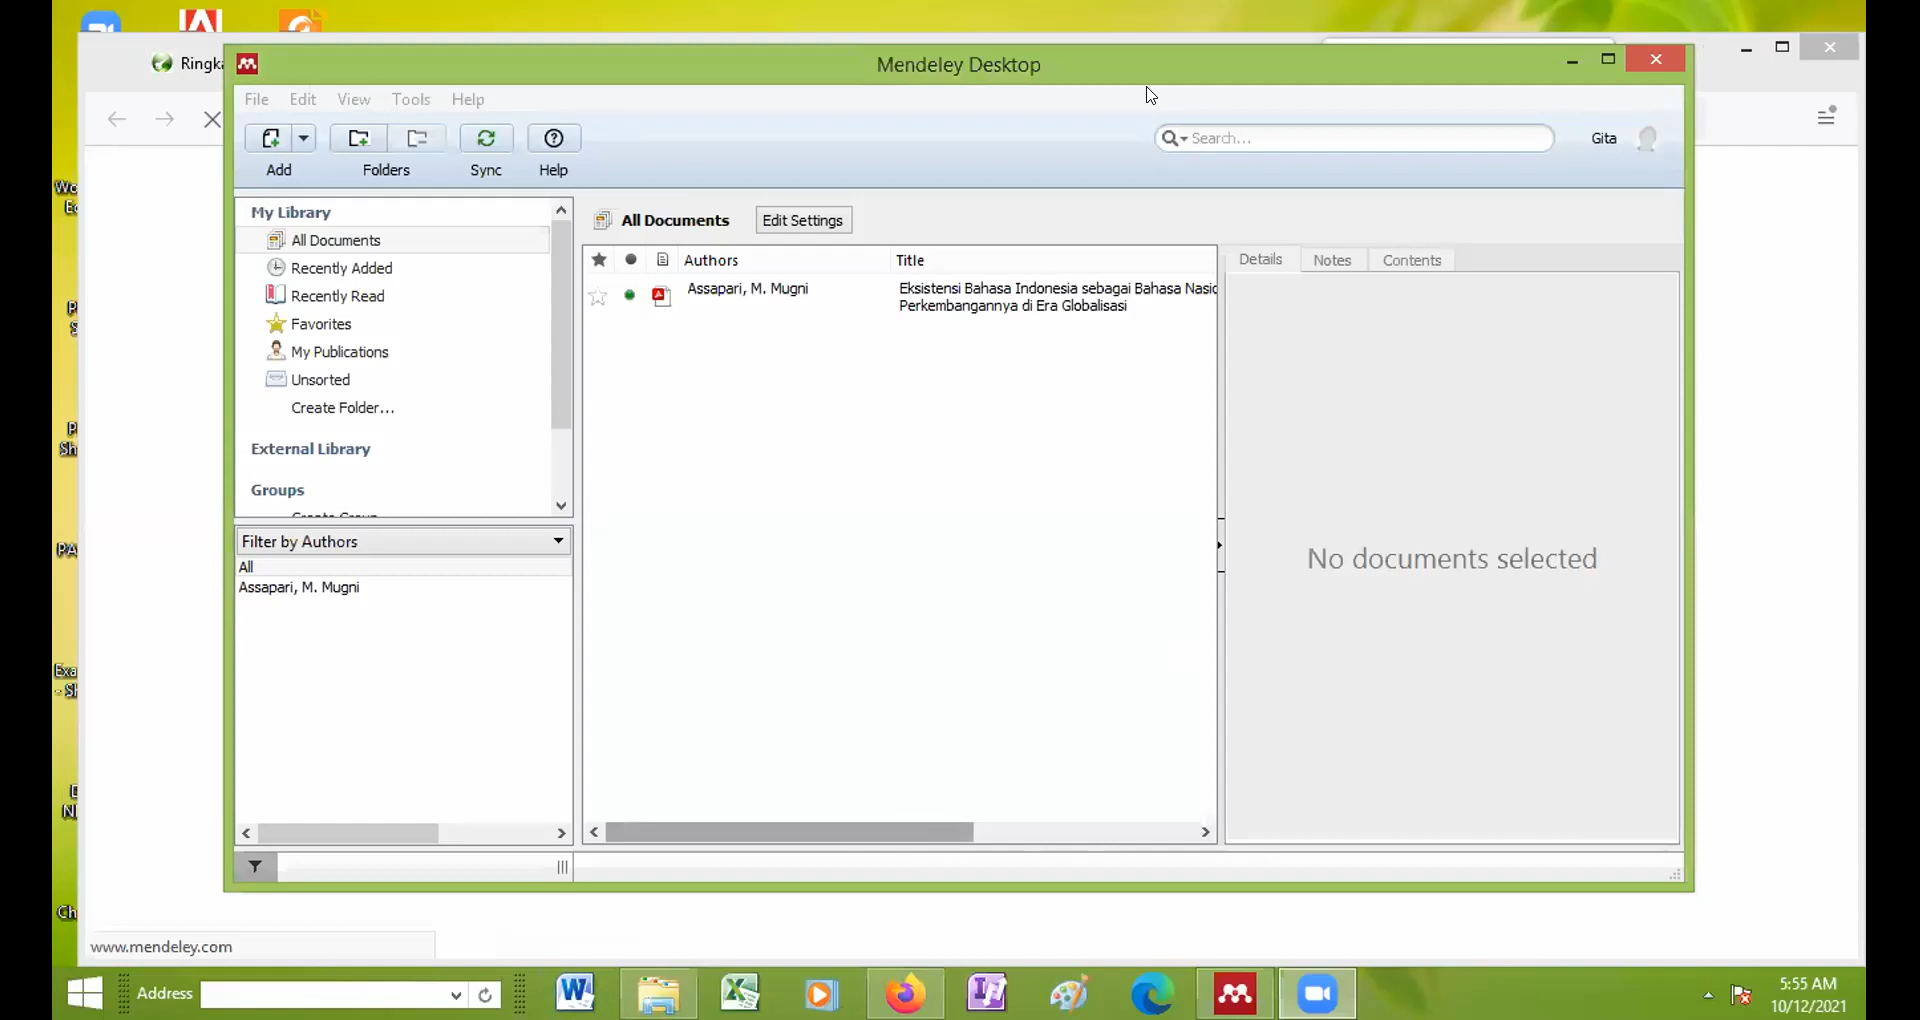 Ringka
Mendeley Desktop
File Edit View Tools Help
Search...
Gita
Add Folders Sync Help
My Library
All Documents
Recently Added
Recently Read
Favorites
My Publications
Unsorted
Create Folder...
External Library
Groups
Filter by Authors
All
Assapari, M. Mugni
All Documents Edit Settings
Authors Title
Assapari, M. Mugni
Eksistensi Bahasa Indonesia sebagai Bahasa Nasio
Perkembangannya di Era Globalisasi
Details Notes Contents
No documents selected
www.mendeley.com
Address
5:55 AM
10/12/2021